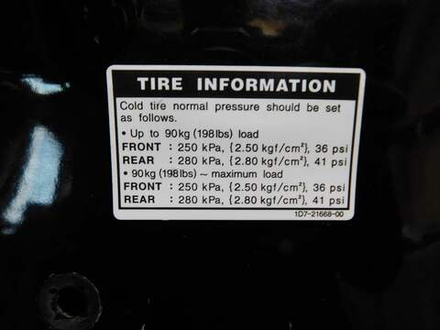 TIRE INFORMATION
Cold tire normal pressure should be set
as follows.
• Up to 90kg (198lbs) load
FRONT : 250 kPa, {2.50 kgf/cm², 36 psi
REAR : 280 kPa, {2.80 kgf/cm², 41 psi
• 90kg (198lbs) ~ maximum load
FRONT : 250 kPa, {2.50 kgf/cm², 36 psi
REAR : 280 kPa, {2.80 kgf/cm², 41 psi
1D7-21668-00